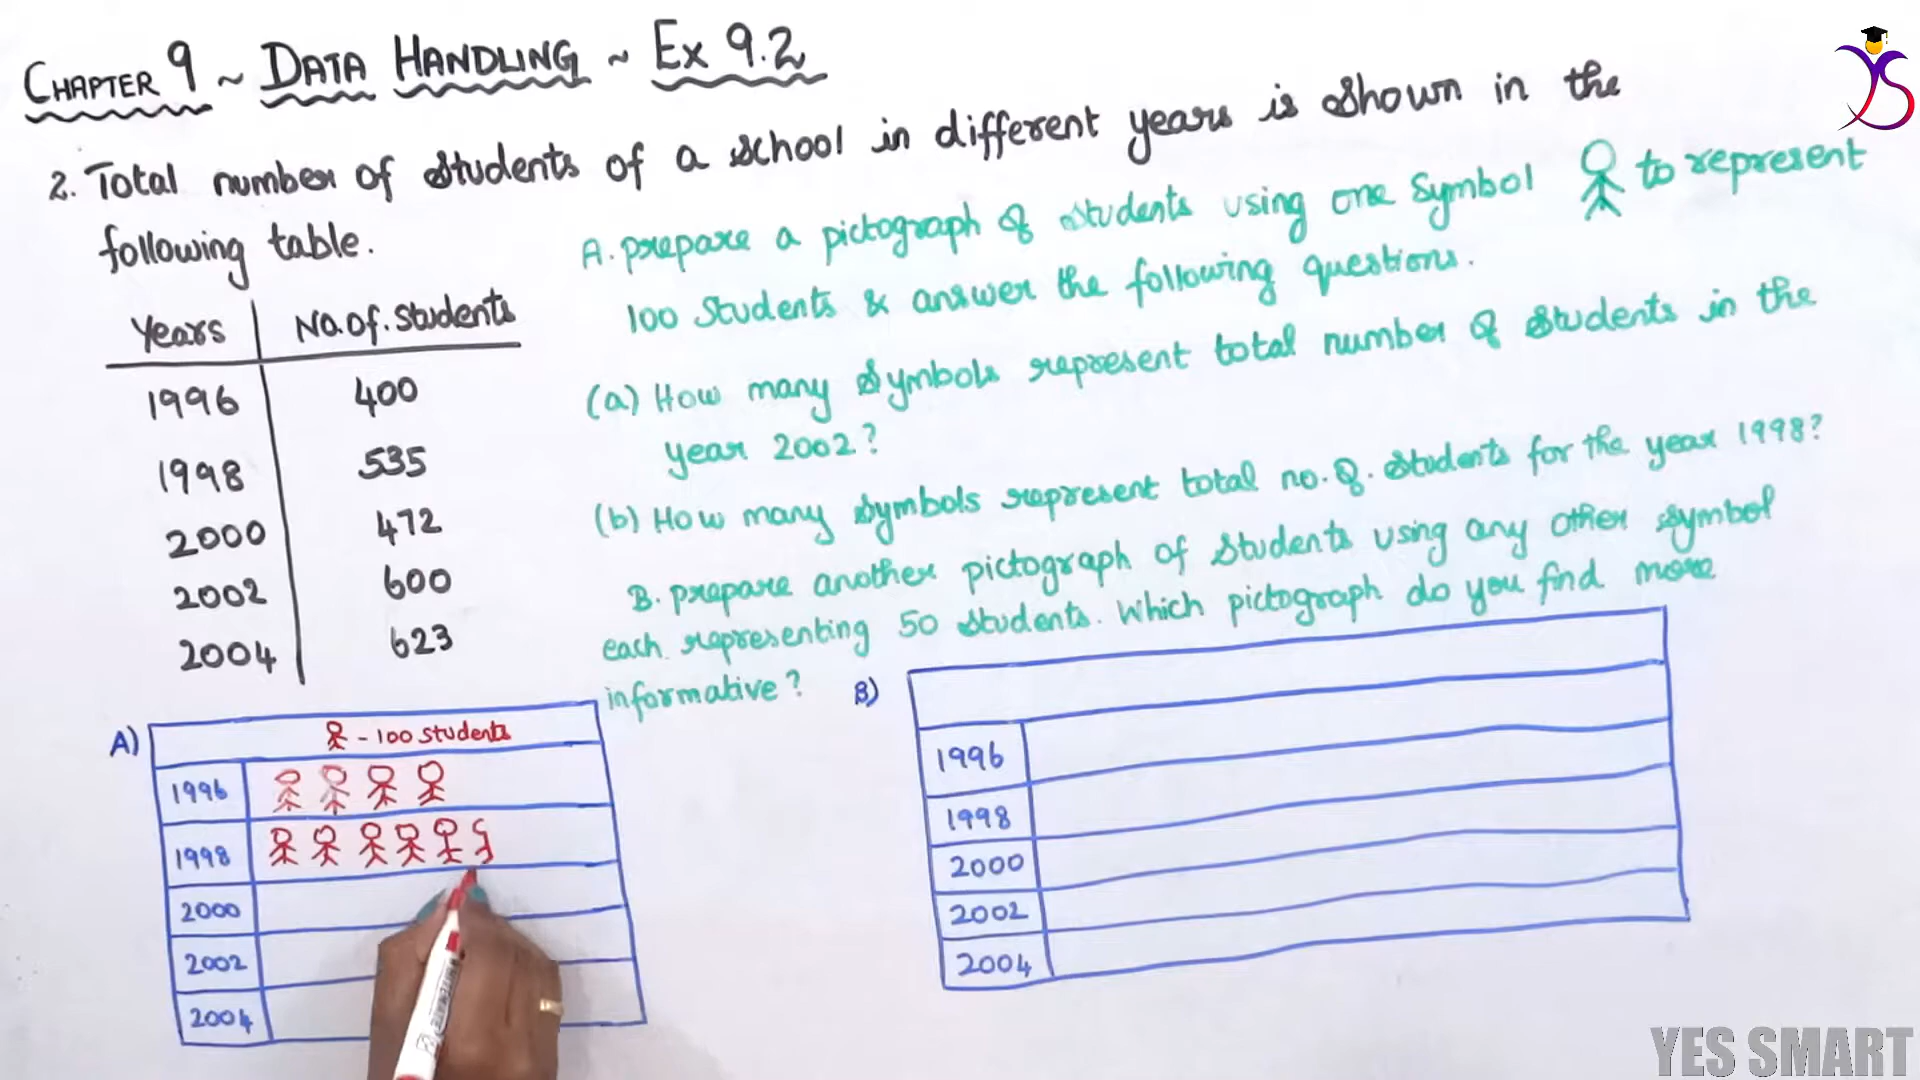 CHAPTER 9 ~ DATA HANDLING ~ Ex 9.2
2. Total number of students of a school in different years is shown in the
following table.
Years No.of.students
1996 400
1998 535
2000 472
2002 600
2004 623
A. prepare a pictograph of students using one symbol to represent
100 students & answer the following questions.
(a) How many symbols represent total number of students in the
year 2002?
(b) How many symbols represent total no.of.students for the year 1998?
B. prepare another pictograph of students using any other symbol
each representing 50 students. Which pictograph do you find more
informative?
A)
- 100 students
1996
1998
2000
2002
2004
B)
1996
1998
2000
2002
2004
YS
YES SMART